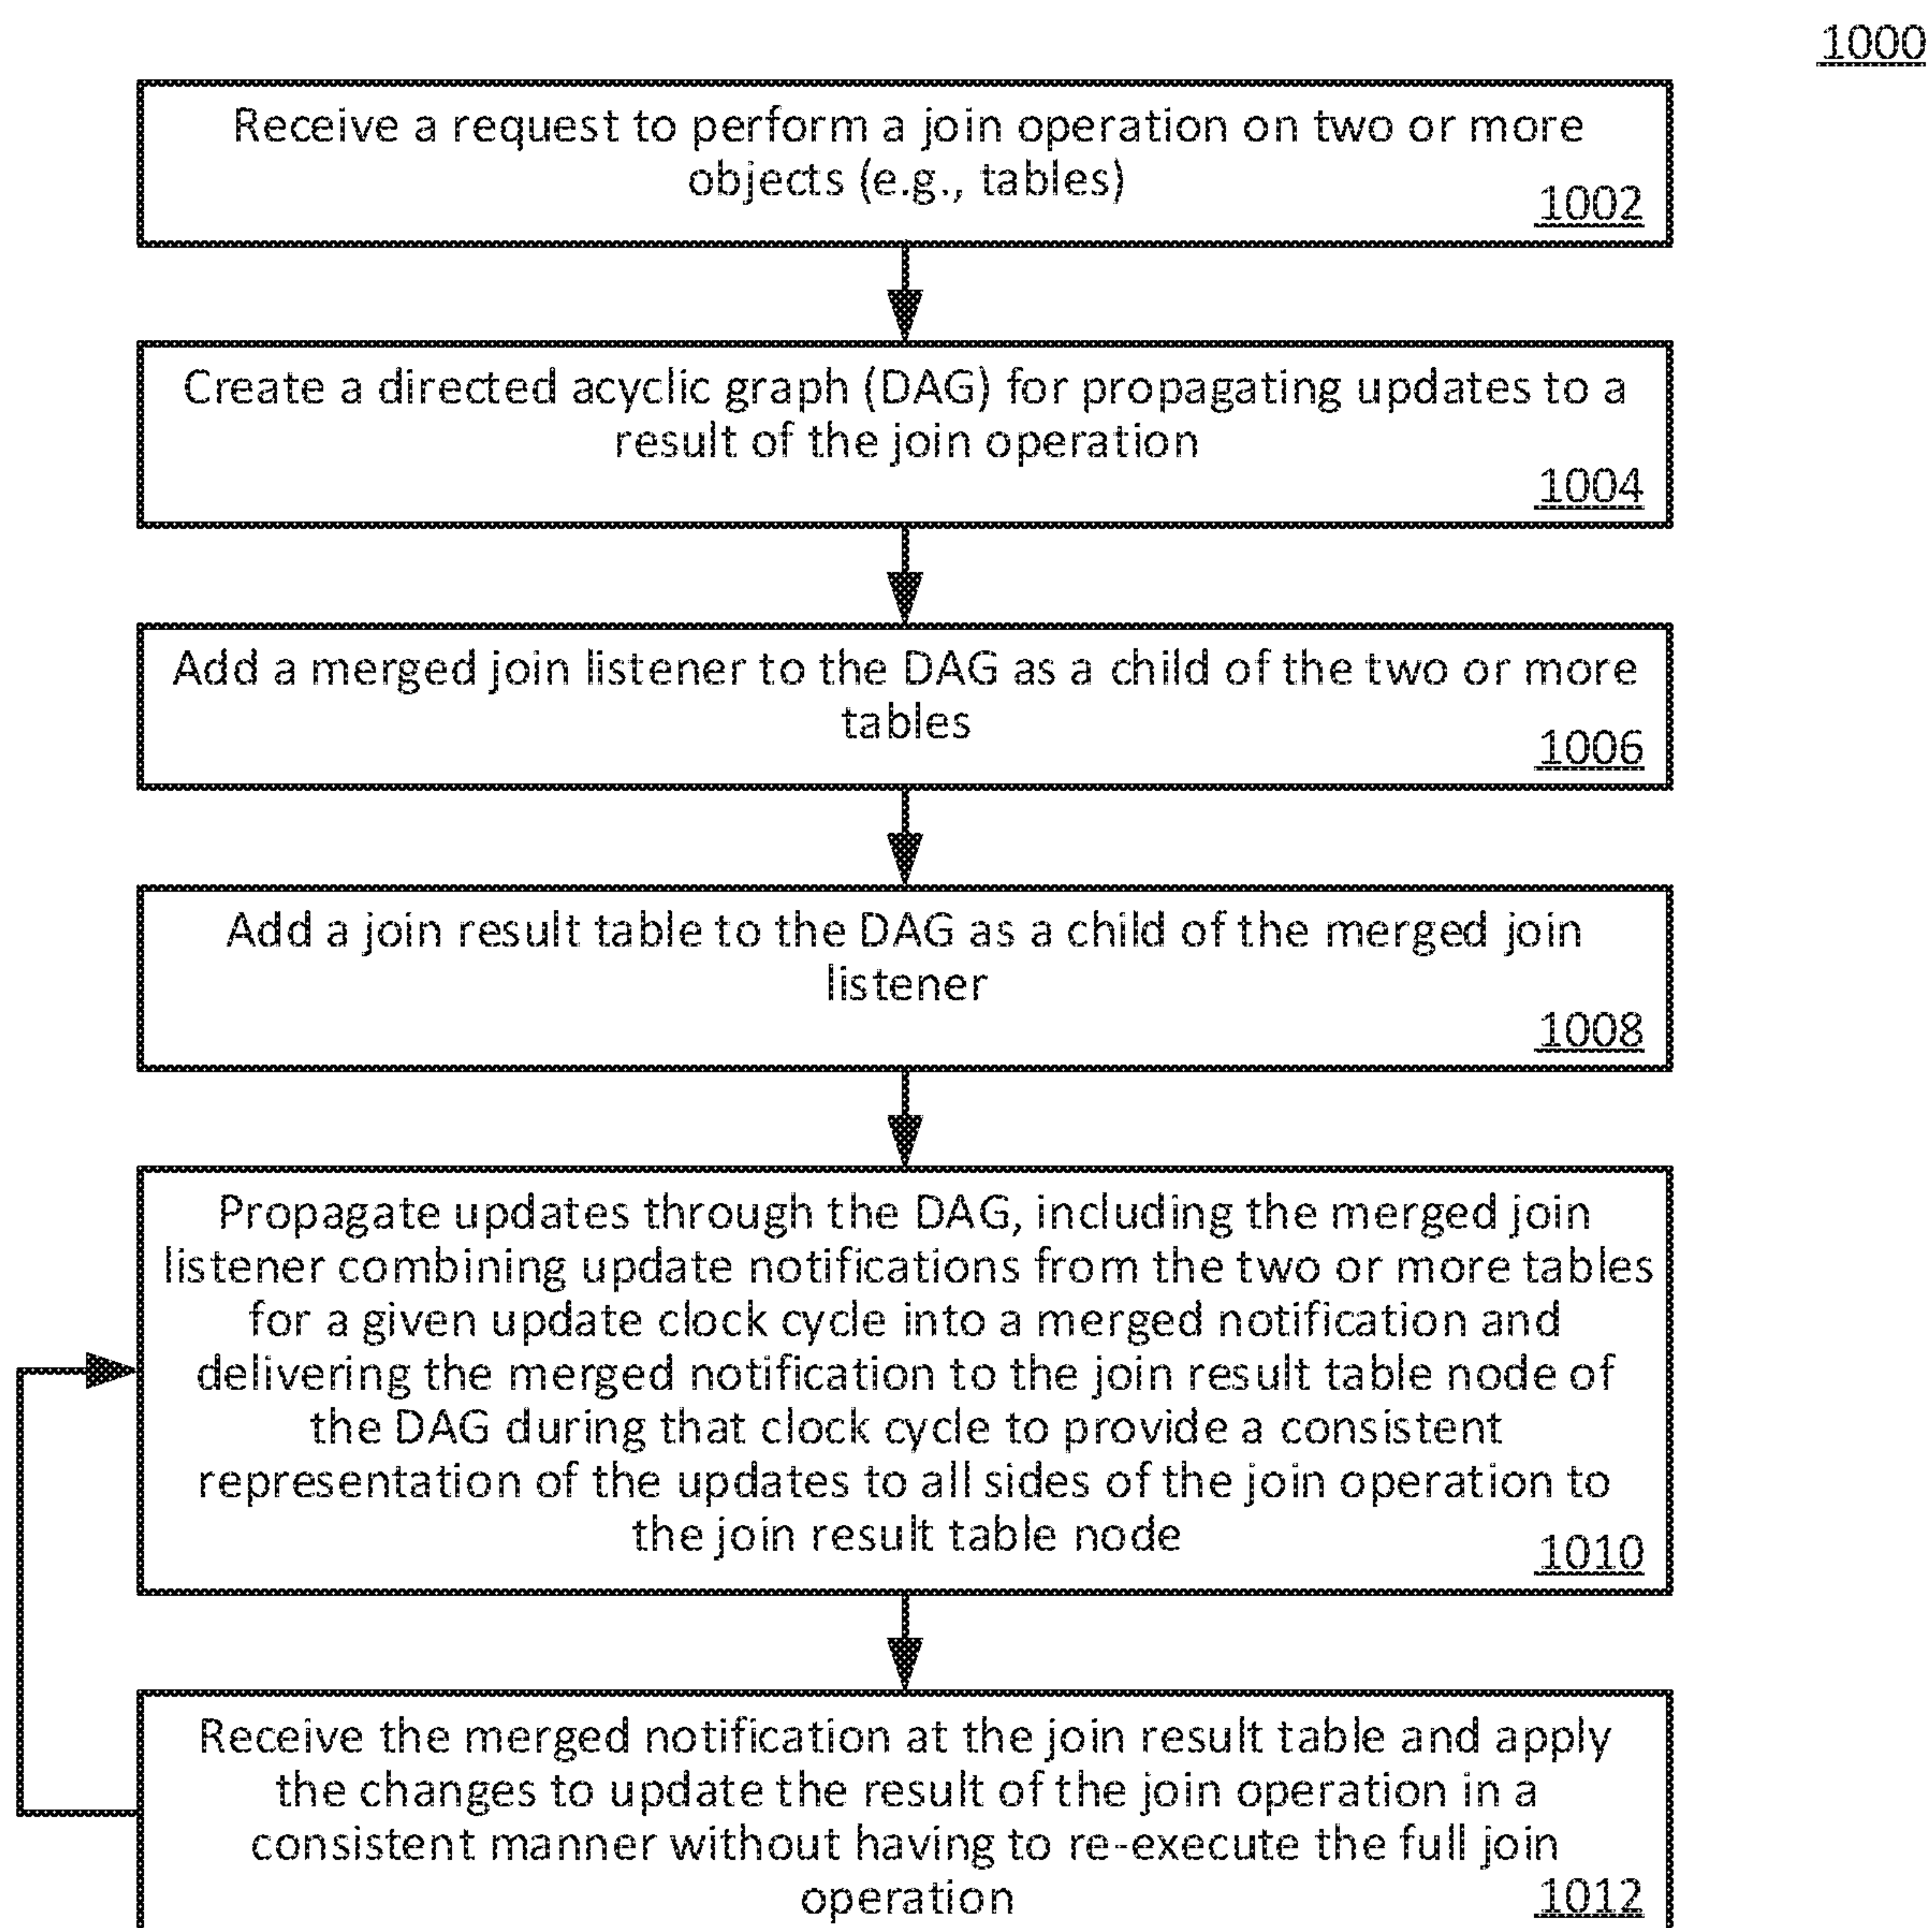 1000
Receive a request to perform a join operation on two or more
objects (e.g., tables)
1002
Create a directed acyclic graph (DAG) for propagating updates to a
result of the join operation
1004
Add a merged join listener to the DAG as a child of the two or more
tables
1006
Add a join result table to the DAG as a child of the merged join
listener
1008
Propagate updates through the DAG, including the merged join
listener combining update notifications from the two or more tables
for a given update clock cycle into a merged notification and
delivering the merged notification to the join result table node of
the DAG during that clock cycle to provide a consistent
representation of the updates to all sides of the join operation to
the join result table node
1010
Receive the merged notification at the join result table and apply
the changes to update the result of the join operation in a
consistent manner without having to re-execute the full join
operation
1012